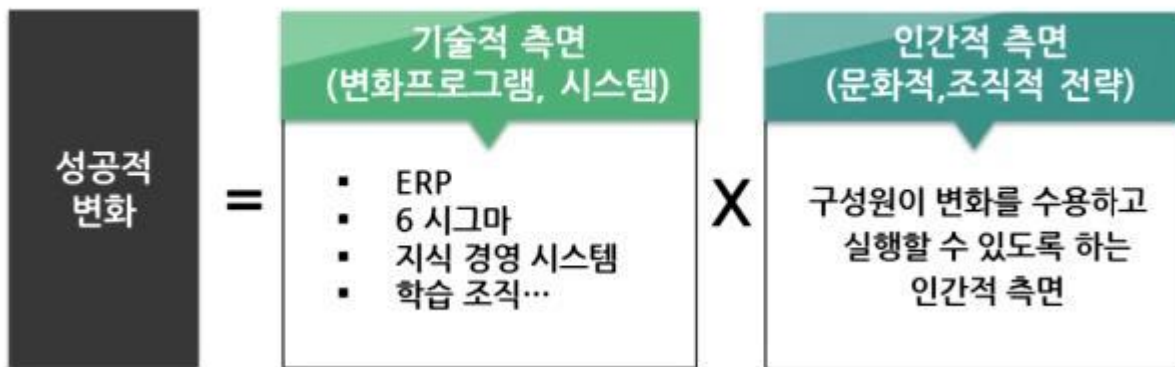 성공적
변화
=
기술적 측면
(변화프로그램, 시스템)
▪ ERP
▪ 6 시그마
▪ 지식 경영 시스템
▪ 학습 조직…
X
인간적 측면
(문화적,조직적 전략)
구성원이 변화를 수용하고
실행할 수 있도록 하는
인간적 측면